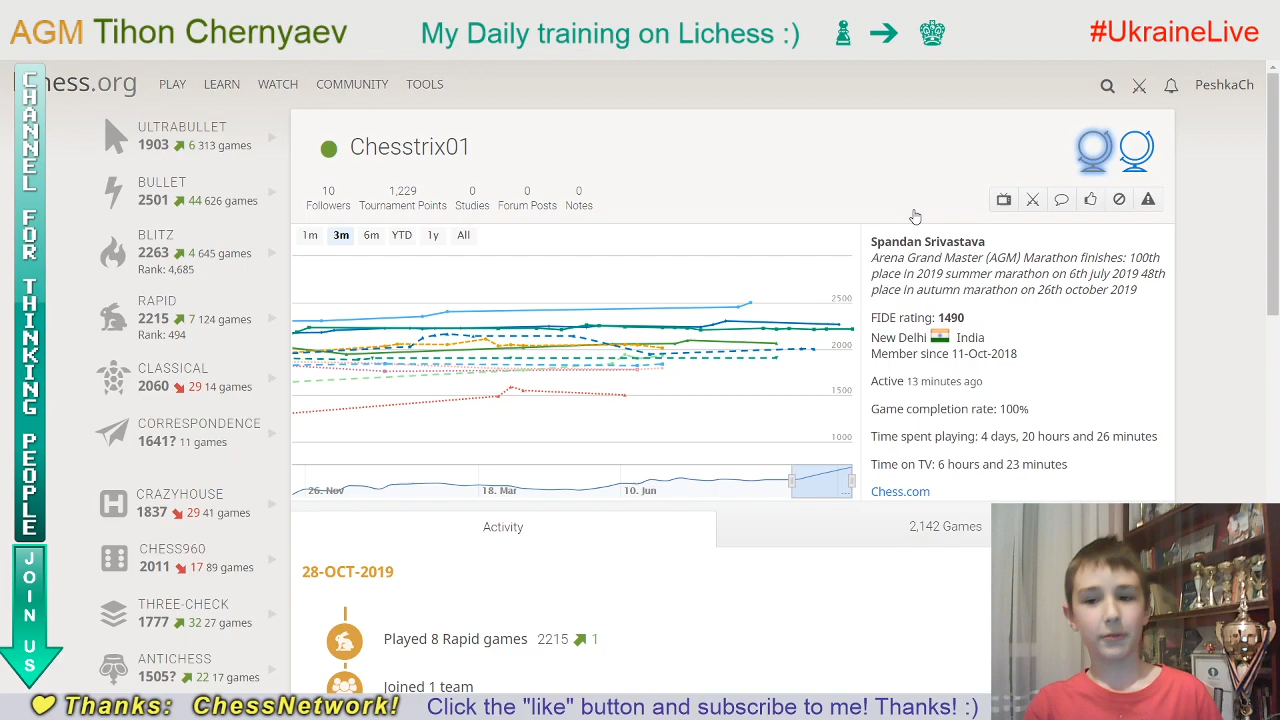 AGM Tihon Chernyaev
My Daily training on Lichess :)
#UkraineLive
CHANNEL FOR THINKING PEOPLE
JOIN US
hess.org
PLAY LEARN WATCH COMMUNITY TOOLS
PeshkaCh
ULTRABULLET
1903 6 313 games
BULLET
2501 44 626 games
BLITZ
2263 4 645 games
Rank: 4,685
RAPID
2215 7 124 games
Rank: 494
CLASSICAL
2060 29 14 games
CORRESPONDENCE
1641? 11 games
CRAZYHOUSE
1837 29 41 games
CHESS960
2011 17 89 games
THREE-CHECK
1777 32 27 games
ANTICHESS
1505? 22 17 games
Chesstrix01
10 1,229 0 0 0
Followers Tournament Points Studies Forum Posts Notes
1m 3m 6m YTD 1y All
2500
2000
1500
1000
26. Nov 18. Mar 10. Jun ...
Spandan Srivastava
Arena Grand Master (AGM) Marathon finishes: 100th
place in 2019 summer marathon on 6th july 2019 48th
place in autumn marathon on 26th october 2019
FIDE rating: 1490
New Delhi India
Member since 11-Oct-2018
Active 13 minutes ago
Game completion rate: 100%
Time spent playing: 4 days, 20 hours and 26 minutes
Time on TV: 6 hours and 23 minutes
Chess.com
Activity
2,142 Games
28-OCT-2019
Played 8 Rapid games 2215 1
Joined 1 team
Thanks: ChessNetwork!
Click the "like" button and subscribe to me! Thanks! :)